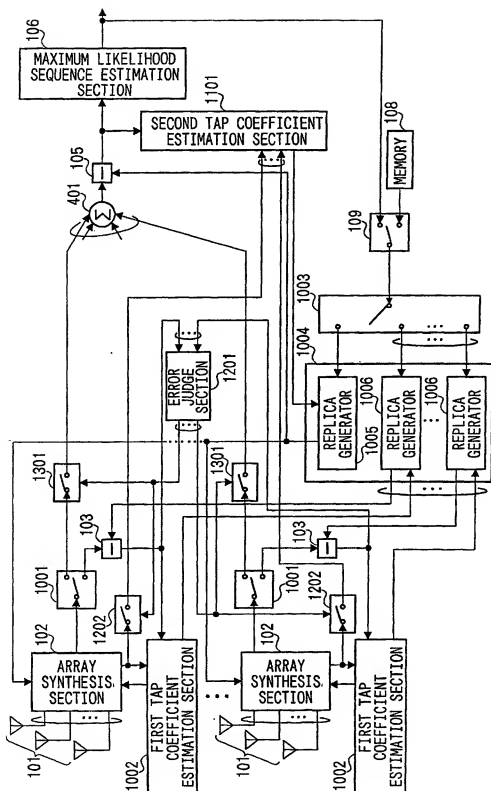 106
MAXIMUM LIKELIHOOD
SEQUENCE ESTIMATION
SECTION
1101
SECOND TAP COEFFICIENT
ESTIMATION SECTION
105
401
Σ
108
MEMORY
109
1003
1004
ERROR
JUDGE
SECTION
1201
REPLICA
GENERATOR
1005
REPLICA
GENERATOR
1006
REPLICA
GENERATOR
1006
1301
1301
103
103
1001
1001
1202
1202
102
ARRAY
SYNTHESIS
SECTION
101
1002
FIRST TAP
COEFFICIENT
ESTIMATION SECTION
102
ARRAY
SYNTHESIS
SECTION
101
1002
FIRST TAP
COEFFICIENT
ESTIMATION SECTION